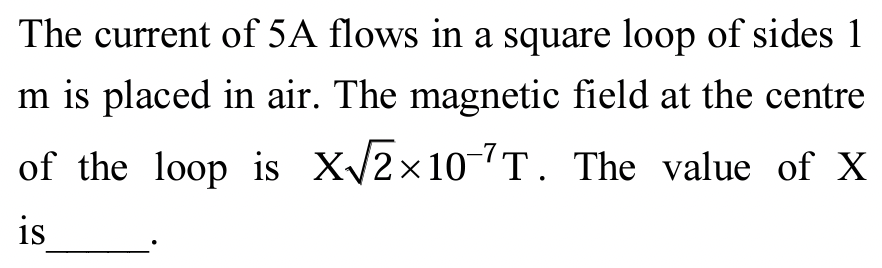 The current of 5A flows in a square loop of sides 1
m is placed in air. The magnetic field at the centre
of the loop is X√2×10⁻⁷T. The value of X
is_____.